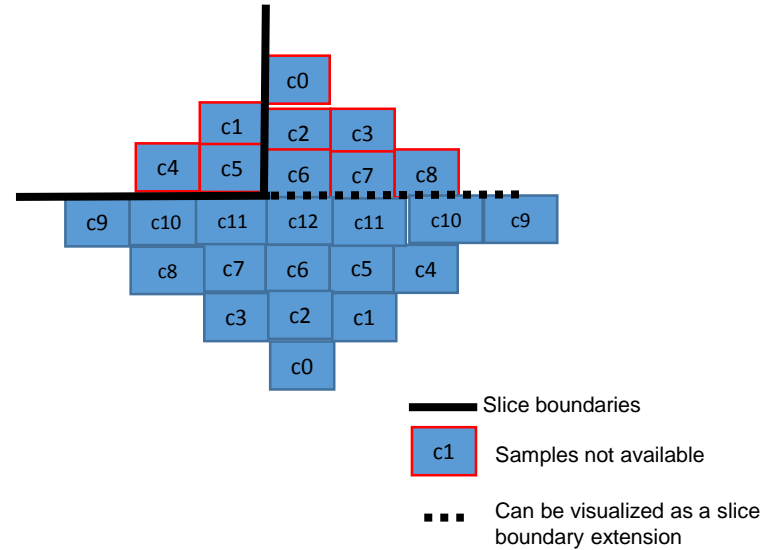 c0
c1 c2 c3
c4 c5 c6 c7 c8
c9 c10 c11 c12 c11 c10 c9
c8 c7 c6 c5 c4
c3 c2 c1
c0
Slice boundaries
c1 Samples not available
Can be visualized as a slice
boundary extension